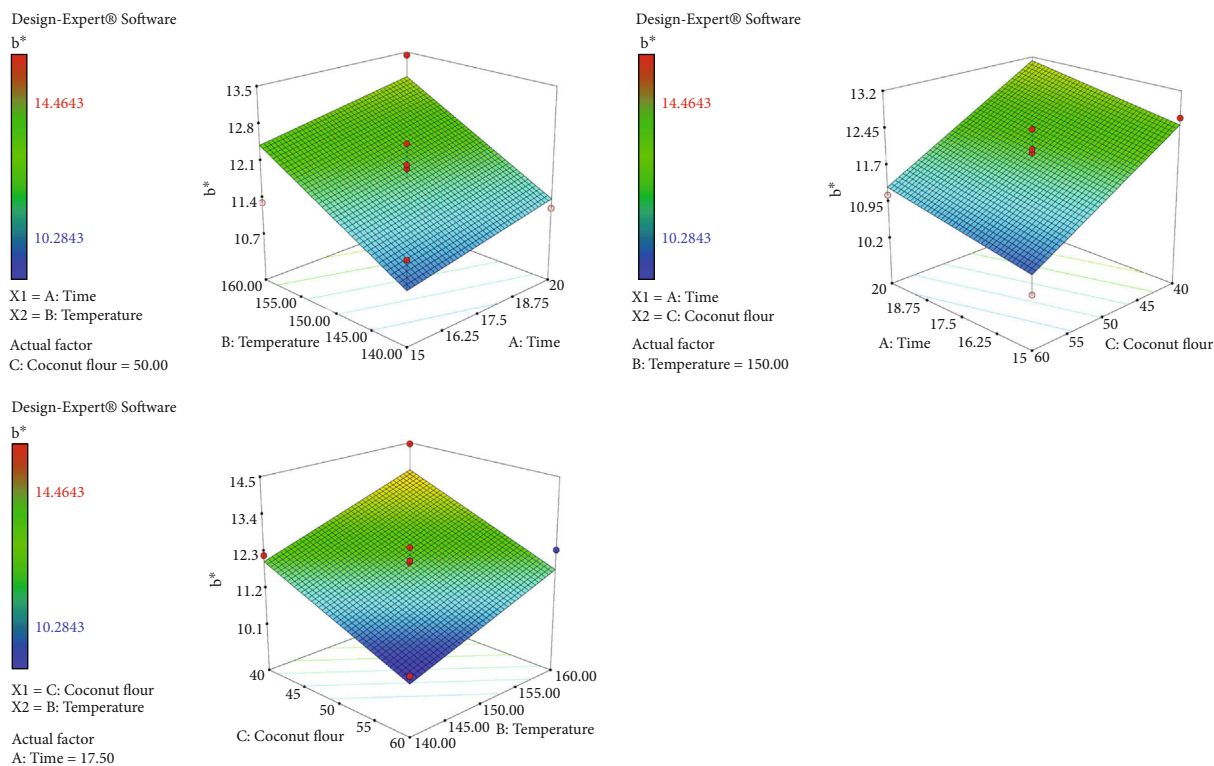 Design-Expert® Software
b*
14.4643
10.2843
X1 = A: Time
X2 = B: Temperature
Actual factor
C: Coconut flour = 50.00
13.5
12.8
12.1
11.4
10.7
b*
160.00
155.00
150.00
145.00
140.00
B: Temperature
15
16.25
17.5
18.75
20
A: Time
Design-Expert® Software
b*
14.4643
10.2843
X1 = A: Time
X2 = C: Coconut flour
Actual factor
B: Temperature = 150.00
13.2
12.45
11.7
10.95
10.2
b*
20
18.75
17.5
16.25
15
A: Time
60
55
50
45
40
C: Coconut flour
Design-Expert® Software
b*
14.4643
10.2843
X1 = C: Coconut flour
X2 = B: Temperature
Actual factor
A: Time = 17.50
14.5
13.4
12.3
11.2
10.1
b*
40
45
50
55
60
C: Coconut flour
140.00
145.00
150.00
155.00
160.00
B: Temperature